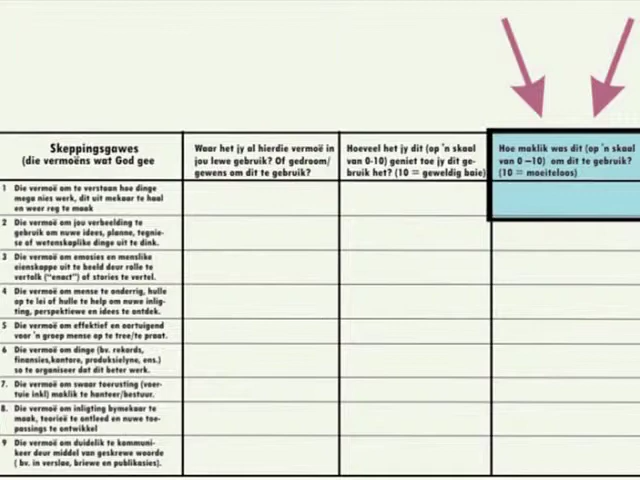 Skeppingsgawes
(die vermoëns wat God gee
Waar het jy al hierdie vermoë in
jou lewe gebruik? Of gedroom/
gewens om dit te gebruik?
Hoeveel het jy dit (op 'n skaal
van 0-10) geniet toe jy dit ge-
bruik het? (10 = geweldig baie)
Hoe maklik was dit (op 'n skaal
van 0 –10) om dit te gebruik?
(10 = moeiteloos)
1 Die vermoë om te verstaan hoe dinge
mega nies werk, dit uit mekaar te haal
en weer reg te maak
2 Die vermoë om jou verbeelding te
gebruik om nuwe idees, planne, tegnie-
se of wetenskaplike dinge uit te dink.
3 Die vermoë om emosies en menslike
eienskappe uit te beeld deur rolle te
vertolk ("enact") of stories te vertel.
4 Die vermoë om mense te onderrig, hulle
op te lei of hulle te help om nuwe inlig-
ting, perspektiewe en idees te ontdek.
5 Die vermoë om effektief en oortuigend
voor 'n groep mense op te tree/te praat.
6 Die vermoë om dinge (bv. rekords,
finansies,kantore, produksielyne, ens.)
so te organiseer dat dit beter werk.
7. Die vermoë om swaar toerusting (voer-
tuie inkl) maklik te hanteer/bestuur.
8. Die vermoë om inligting bymekaar te
maak, teorieë te ontleed en nuwe toe-
passings te ontwikkel
9 Die vermoë om duidelik te kommuni-
keer deur middel van geskrewe woorde
( bv. in verslae, briewe en publikasies).